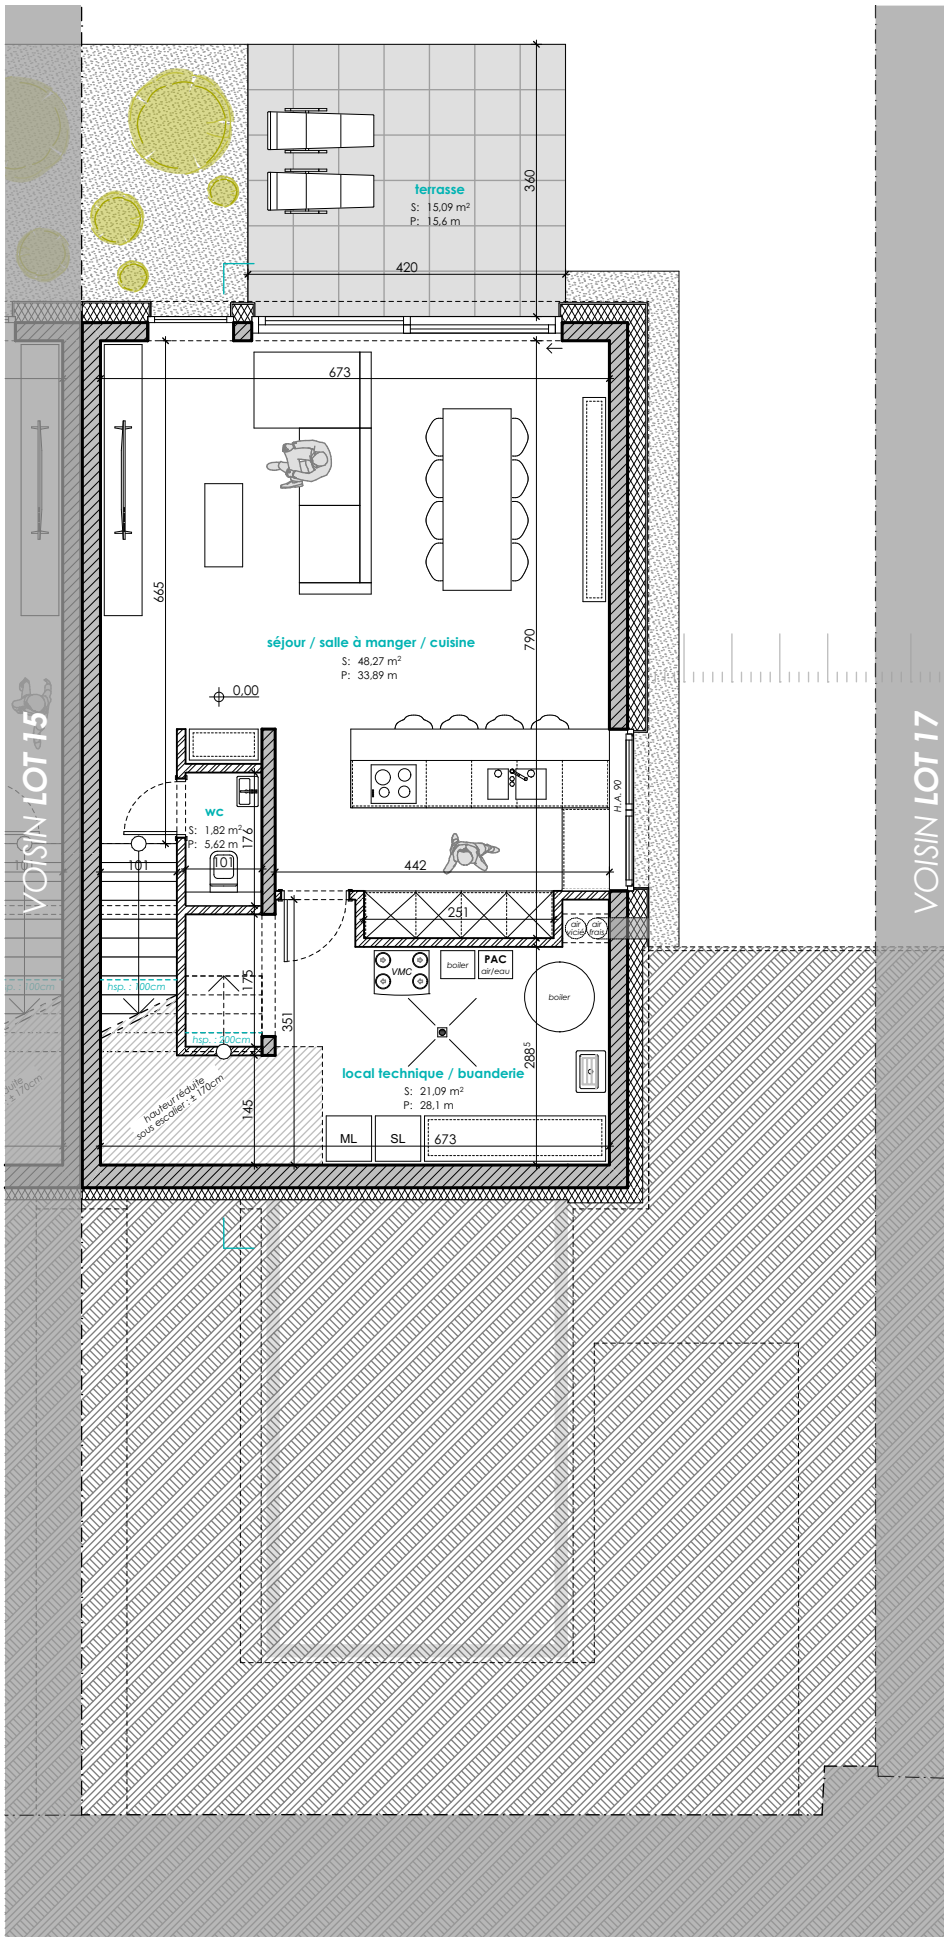 terrasse
S: 15,09 m²
P: 15,6 m
360
420
673
665
790
séjour / salle à manger / cuisine
S: 48,27 m²
P: 33,89 m
0,00
VOISIN LOT 15
VOISIN LOT 17
H.A. 90
wc
S: 1,82 m²
P: 5,62 m
176
101
101
442
251
air vicié
air frais
VMC
boiler
PAC
air/eau
boiler
hsp. : 100cm
175
hsp. : 200cm
351
288⁵
local technique / buanderie
S: 21,09 m²
P: 28,1 m
hauteur réduite
sous escalier : ± 170cm
145
ML
SL
673